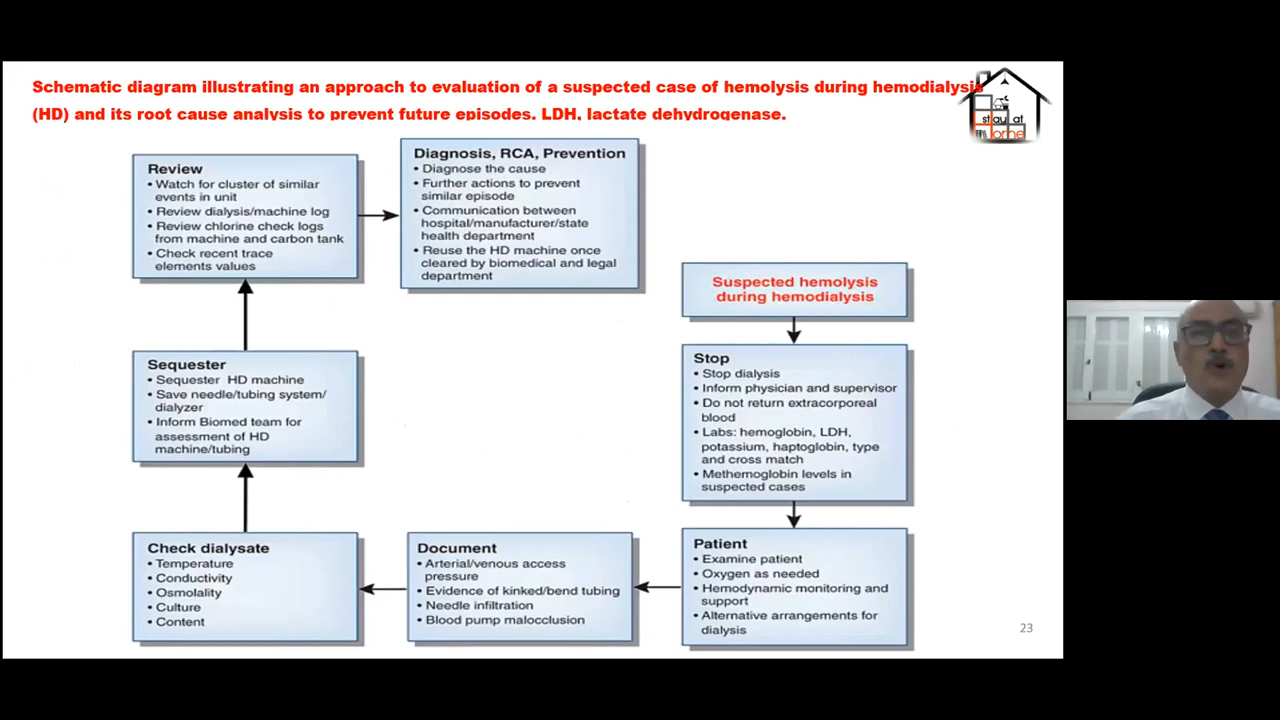 Schematic diagram illustrating an approach to evaluation of a suspected case of hemolysis during hemodialysis
(HD) and its root cause analysis to prevent future episodes. LDH, lactate dehydrogenase.
stay at
home
Review
• Watch for cluster of similar
events in unit
• Review dialysis/machine log
• Review chlorine check logs
from machine and carbon tank
• Check recent trace
elements values
Diagnosis, RCA, Prevention
• Diagnose the cause
• Further actions to prevent
similar episode
• Communication between
hospital/manufacturer/state
health department
• Reuse the HD machine once
cleared by biomedical and legal
department
Suspected hemolysis
during hemodialysis
Stop
• Stop dialysis
• Inform physician and supervisor
• Do not return extracorporeal
blood
• Labs: hemoglobin, LDH,
potassium, haptoglobin, type
and cross match
• Methemoglobin levels in
suspected cases
Sequester
• Sequester HD machine
• Save needle/tubing system/
dialyzer
• Inform Biomed team for
assessment of HD
machine/tubing
Check dialysate
• Temperature
• Conductivity
• Osmolality
• Culture
• Content
Document
• Arterial/venous access
pressure
• Evidence of kinked/bend tubing
• Needle infiltration
• Blood pump malocclusion
Patient
• Examine patient
• Oxygen as needed
• Hemodynamic monitoring and
support
• Alternative arrangements for
dialysis
23